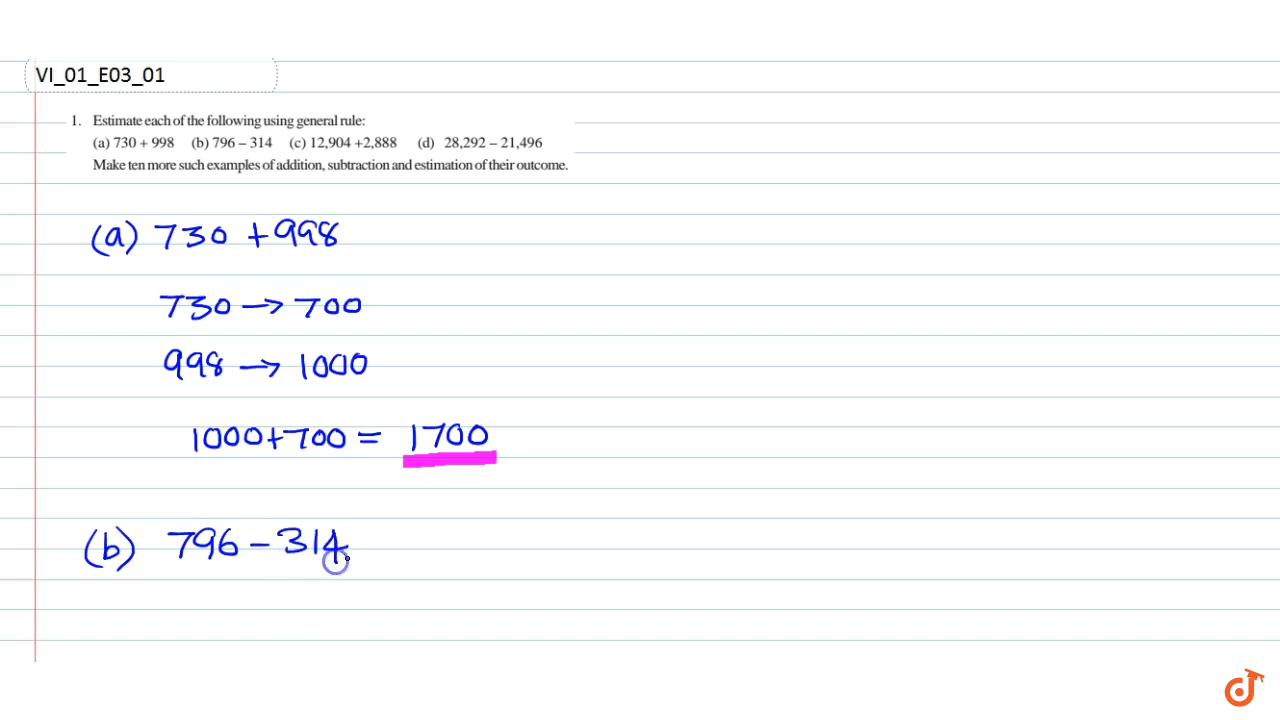 VI_01_E03_01
1. Estimate each of the following using general rule:
(a) 730 + 998 (b) 796 – 314 (c) 12,904 +2,888 (d) 28,292 – 21,496
Make ten more such examples of addition, subtraction and estimation of their outcome.
(a) 730 + 998
730 → 700
998 → 1000
1000+700 = 1700
(b) 796 – 314